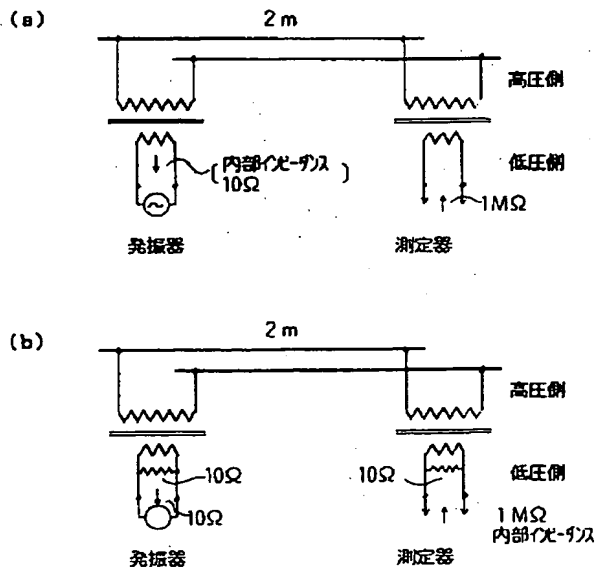 (a)
2m
高圧側
低圧側
内部インピーダンス
10Ω
1MΩ
発振器
測定器
(b)
2m
高圧側
低圧側
10Ω
10Ω
10Ω
1MΩ
内部インピーダンス
発振器
測定器